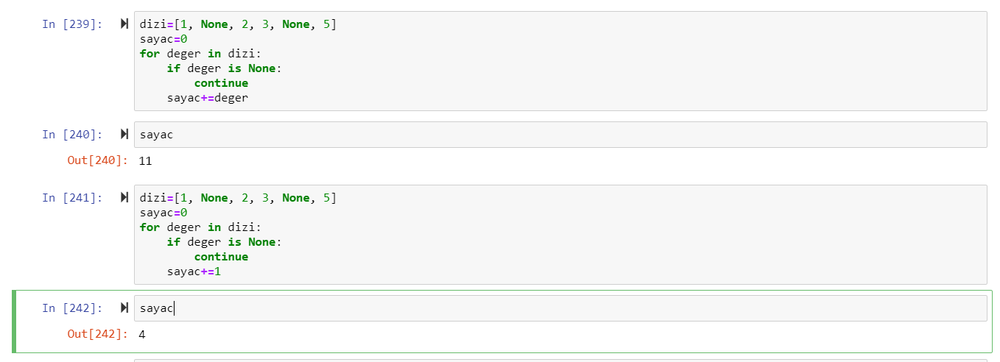 In [239]: dizi=[1, None, 2, 3, None, 5]
sayac=0
for deger in dizi:
    if deger is None:
        continue
    sayac+=deger
In [240]: sayac
Out[240]: 11
In [241]: dizi=[1, None, 2, 3, None, 5]
sayac=0
for deger in dizi:
    if deger is None:
        continue
    sayac+=1
In [242]: sayac
Out[242]: 4